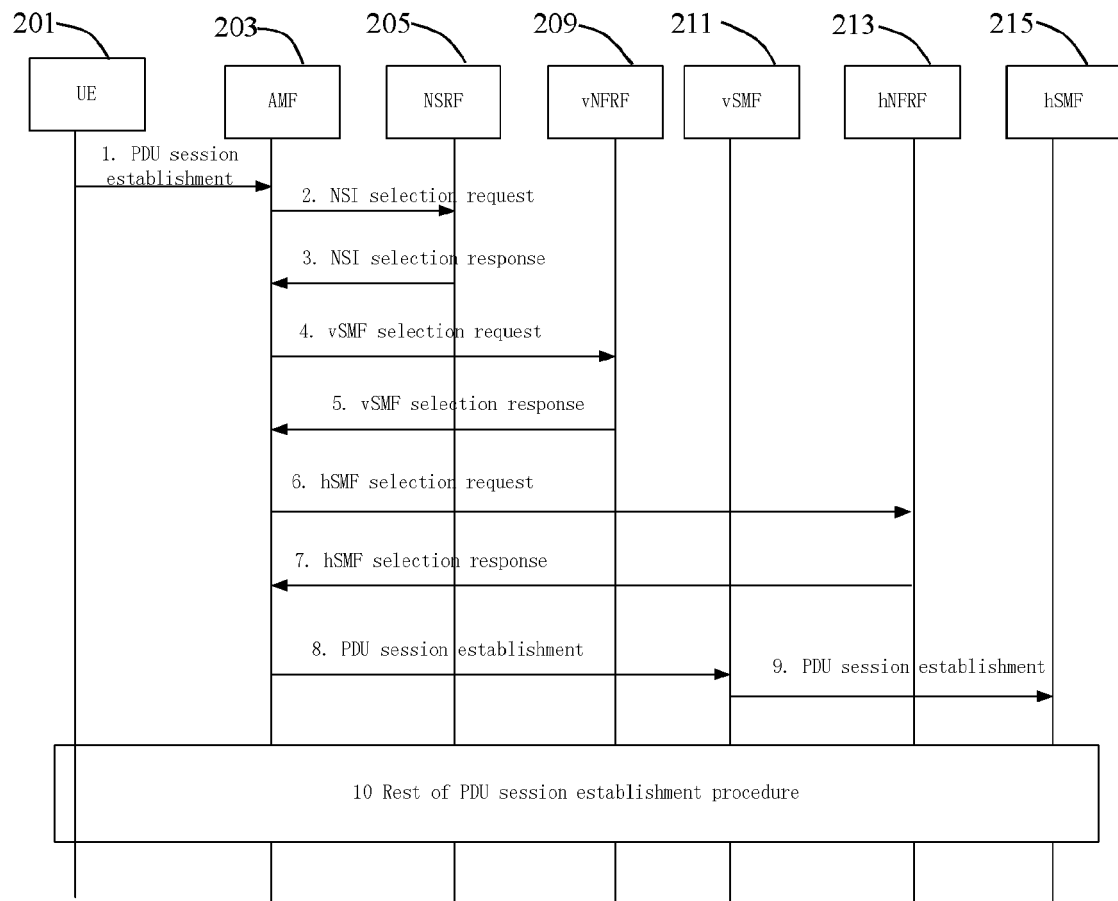 201 203 205 209 211 213 215
UE AMF NSRF vNFRF vSMF hNFRF hSMF
1. PDU session
establishment
2. NSI selection request
3. NSI selection response
4. vSMF selection request
5. vSMF selection response
6. hSMF selection request
7. hSMF selection response
8. PDU session establishment
9. PDU session establishment
10 Rest of PDU session establishment procedure